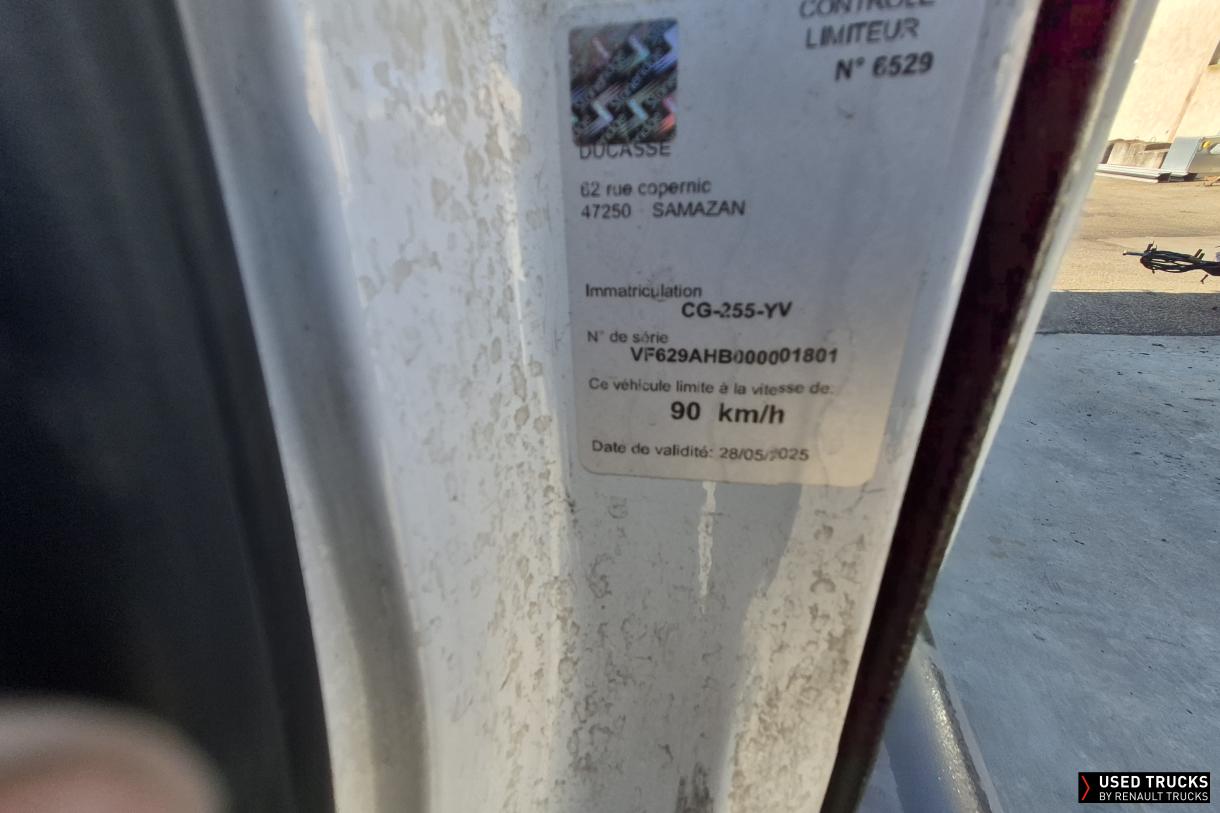 CONTROLE
LIMITEUR
N° 6529
DUCASSE
62 rue copernic
47250 SAMAZAN
Immatriculation
CG-255-YV
N° de série
VF629AHB000001801
Ce véhicule limite à la vitesse de:
90 km/h
Date de validité: 28/05/2025
USED TRUCKS
BY RENAULT TRUCKS